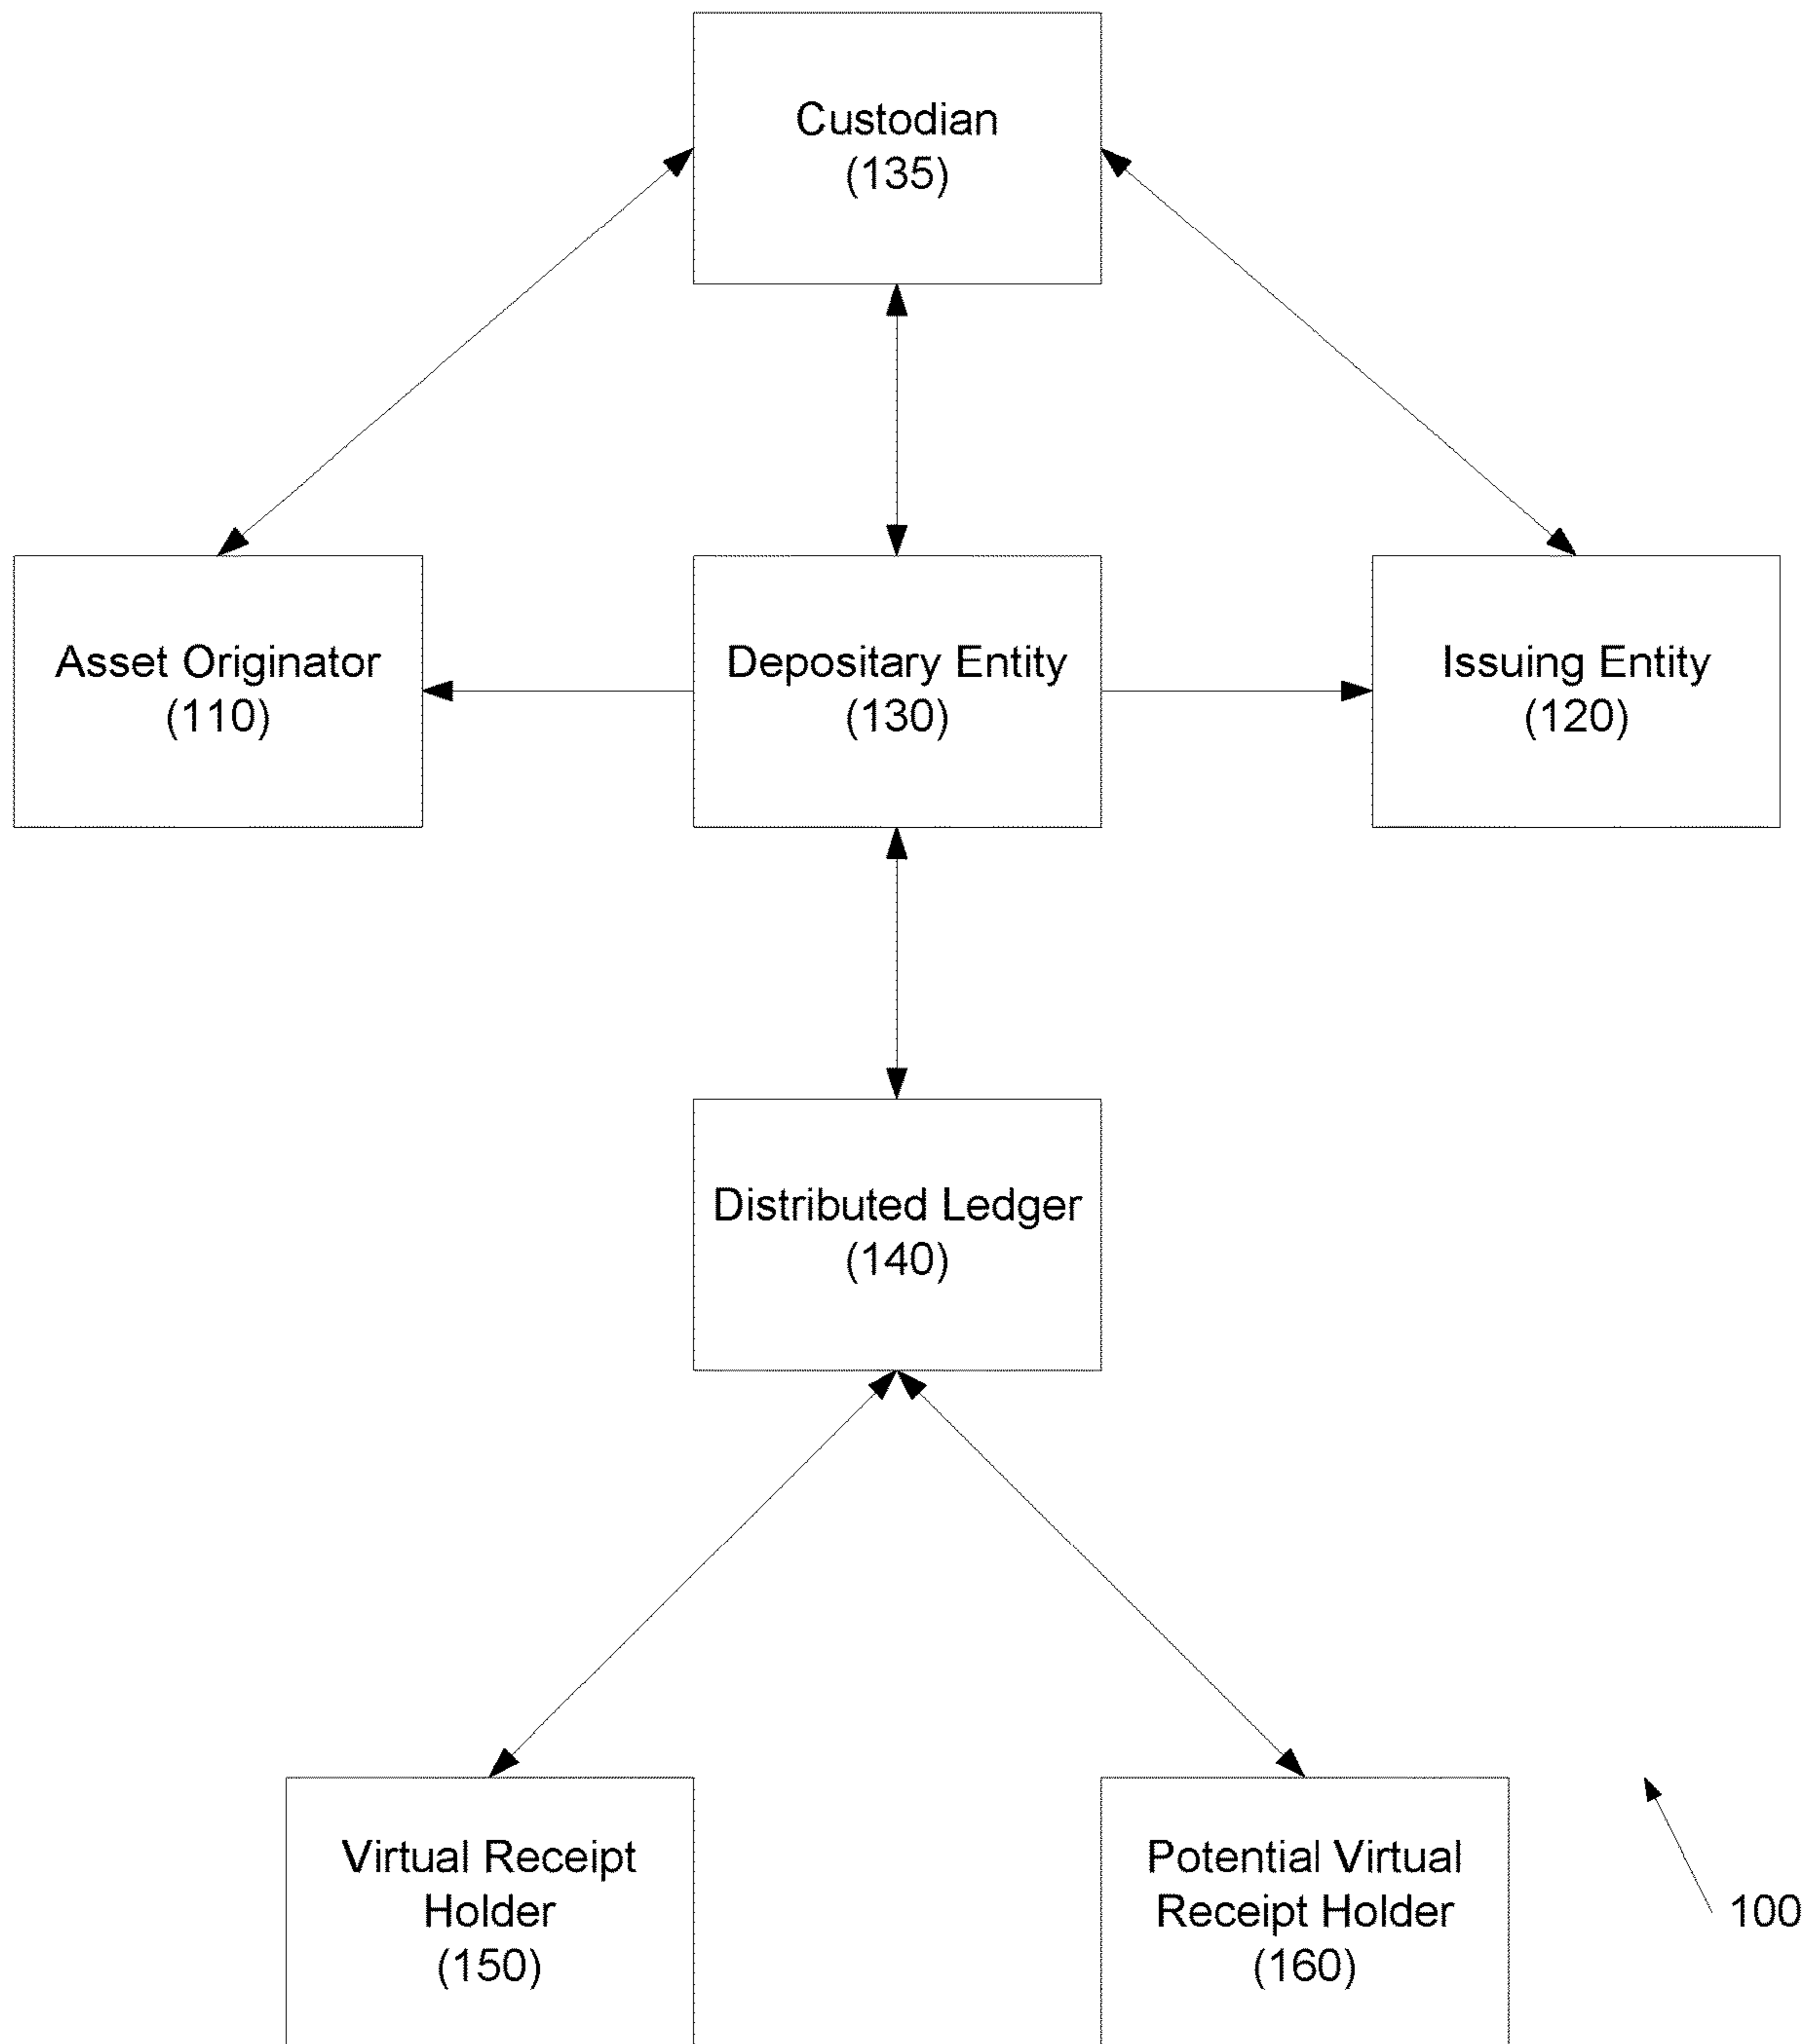 Custodian
(135)
Asset Originator
(110)
Depositary Entity
(130)
Issuing Entity
(120)
Distributed Ledger
(140)
Virtual Receipt
Holder
(150)
Potential Virtual
Receipt Holder
(160)
100